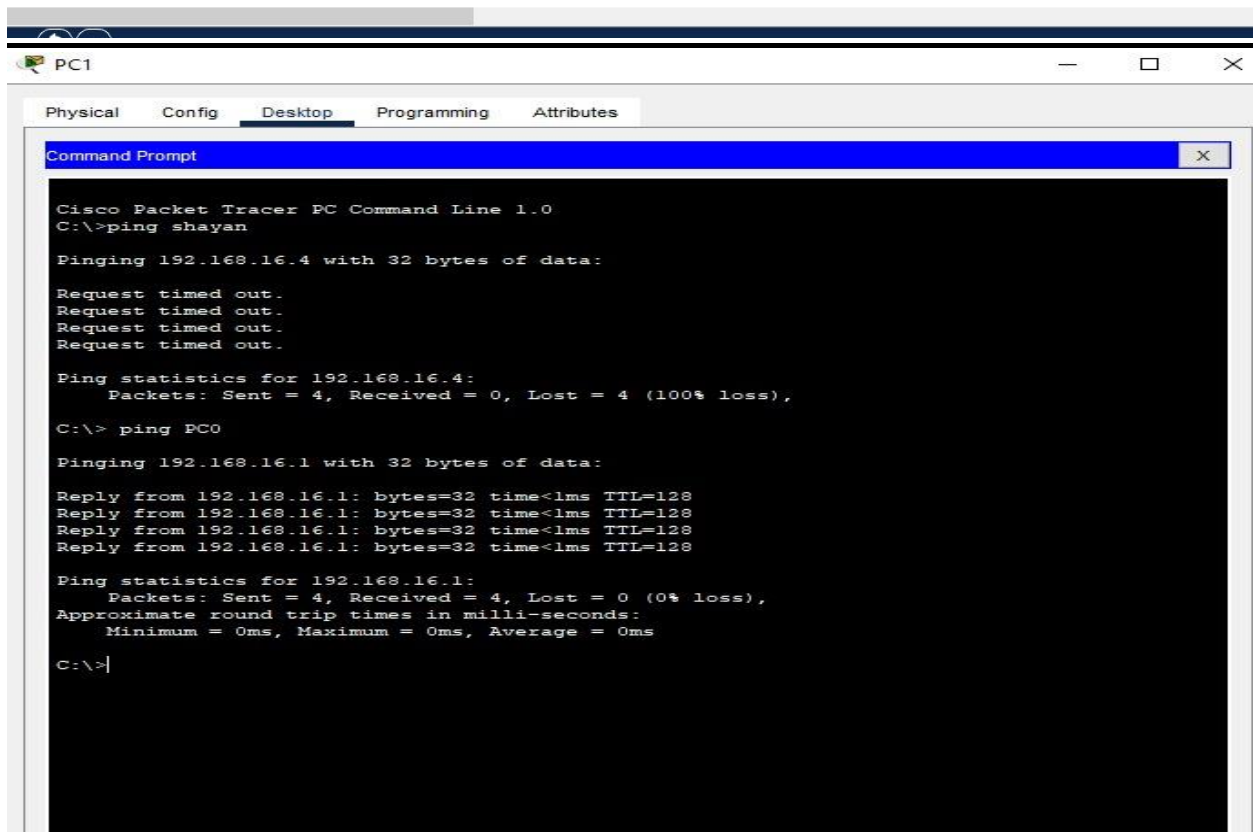 PC1
Physical Config Desktop Programming Attributes
Command Prompt X
Cisco Packet Tracer PC Command Line 1.0
C:\>ping shayan
Pinging 192.168.16.4 with 32 bytes of data:
Request timed out.
Request timed out.
Request timed out.
Request timed out.
Ping statistics for 192.168.16.4:
Packets: Sent = 4, Received = 0, Lost = 4 (100% loss),
C:\> ping PC0
Pinging 192.168.16.1 with 32 bytes of data:
Reply from 192.168.16.1: bytes=32 time<1ms TTL=128
Reply from 192.168.16.1: bytes=32 time<1ms TTL=128
Reply from 192.168.16.1: bytes=32 time<1ms TTL=128
Reply from 192.168.16.1: bytes=32 time<1ms TTL=128
Ping statistics for 192.168.16.1:
Packets: Sent = 4, Received = 4, Lost = 0 (0% loss),
Approximate round trip times in milli-seconds:
Minimum = 0ms, Maximum = 0ms, Average = 0ms
C:\>